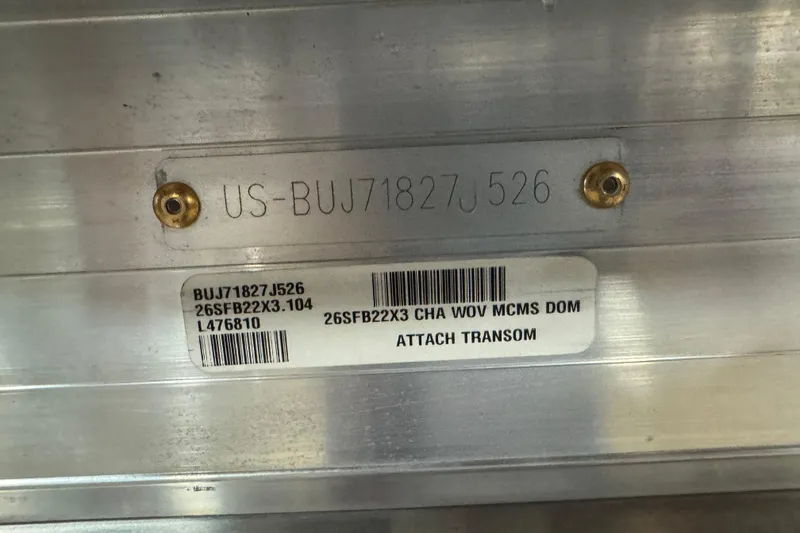 US-BUJ71827J526
BUJ71827J526
26SFB22X3.104
L476810
26SFB22X3 CHA WOV MCMS DOM
ATTACH TRANSOM